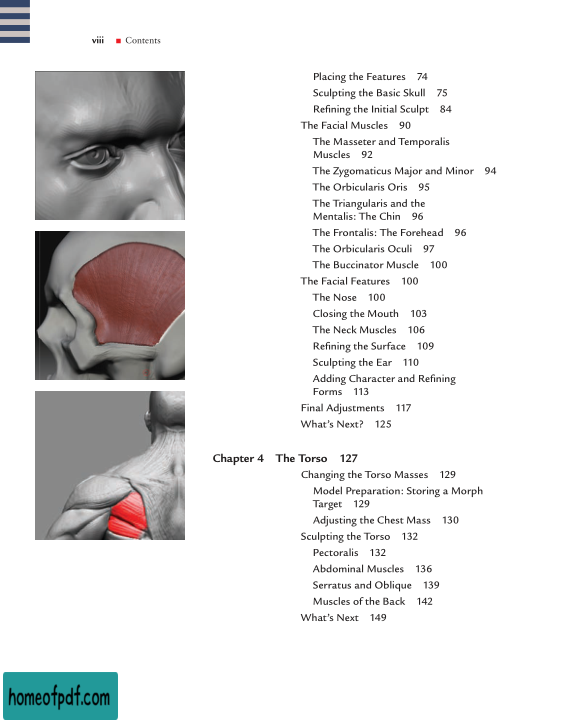 viii ■ Contents
Placing the Features 74
Sculpting the Basic Skull 75
Refining the Initial Sculpt 84
The Facial Muscles 90
The Masseter and Temporalis
Muscles 92
The Zygomaticus Major and Minor 94
The Orbicularis Oris 95
The Triangularis and the
Mentalis: The Chin 96
The Frontalis: The Forehead 96
The Orbicularis Oculi 97
The Buccinator Muscle 100
The Facial Features 100
The Nose 100
Closing the Mouth 103
The Neck Muscles 106
Refining the Surface 109
Sculpting the Ear 110
Adding Character and Refining
Forms 113
Final Adjustments 117
What's Next? 125
Chapter 4 The Torso 127
Changing the Torso Masses 129
Model Preparation: Storing a Morph
Target 129
Adjusting the Chest Mass 130
Sculpting the Torso 132
Pectoralis 132
Abdominal Muscles 136
Serratus and Oblique 139
Muscles of the Back 142
What's Next 149
homeofpdf.com